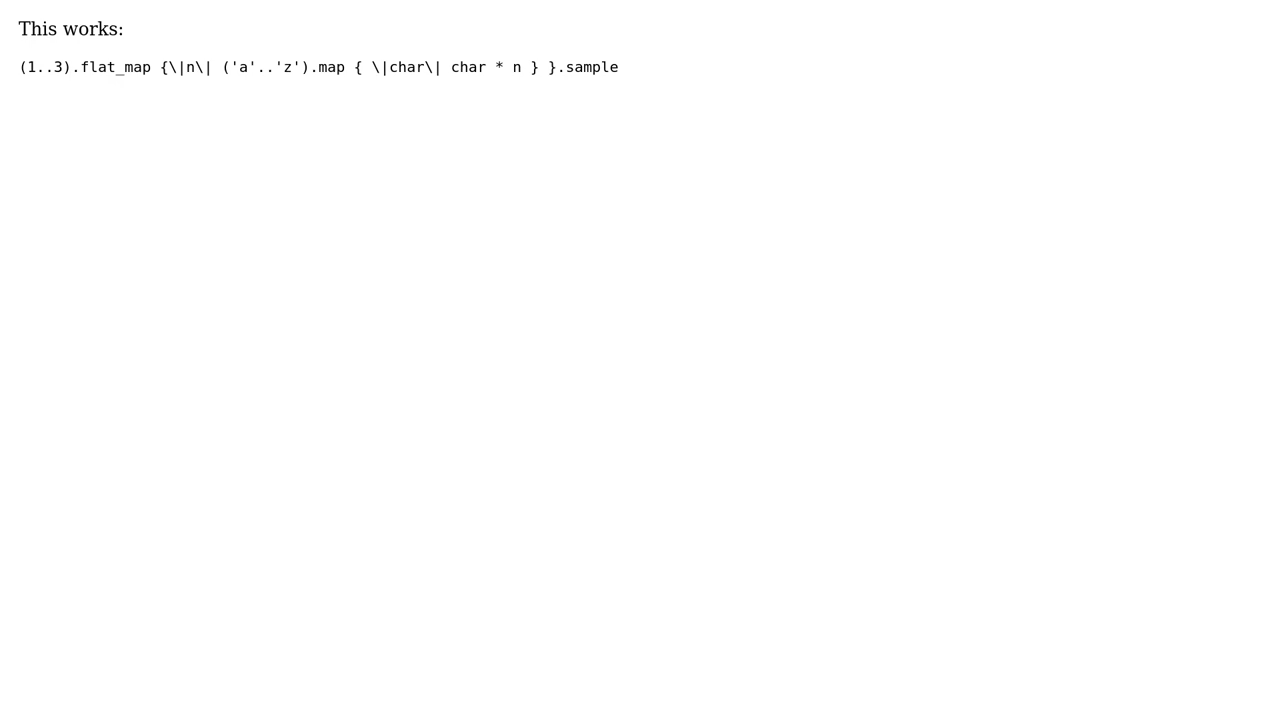 This works:
(1..3).flat_map {\|n\| ('a'..'z').map { \|char\| char * n } }.sample